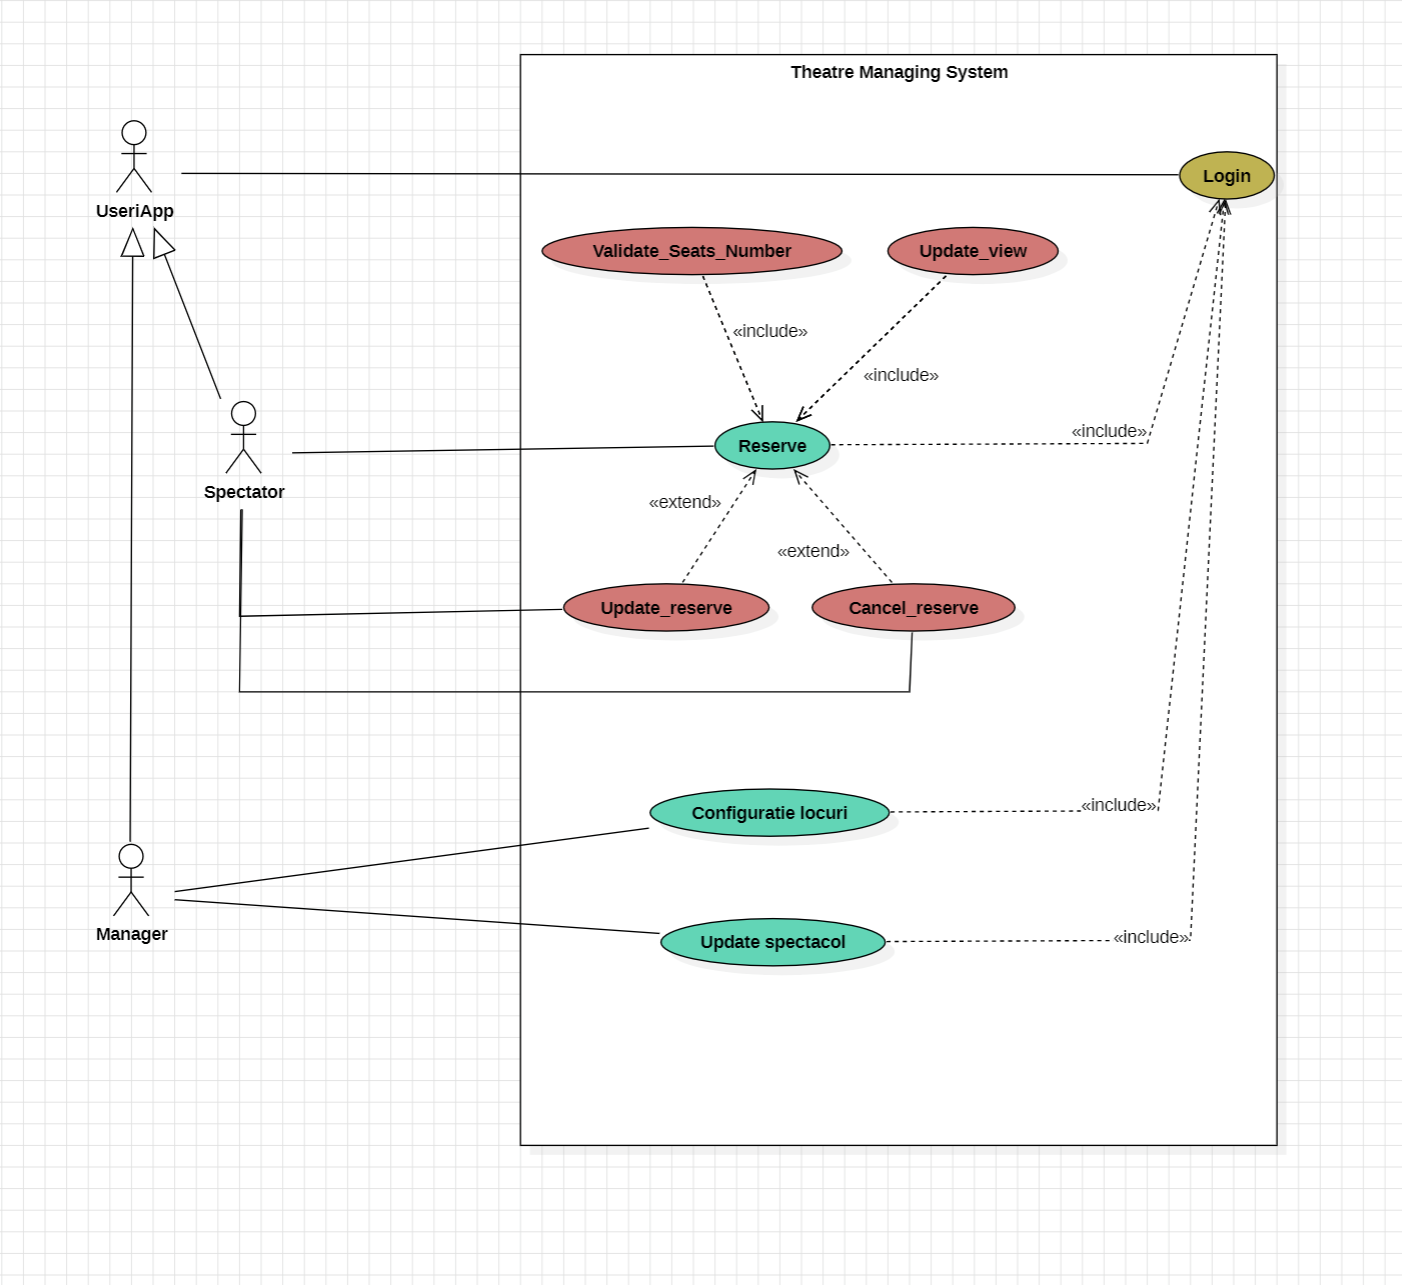 Theatre Managing System
UseriApp
Login
Validate_Seats_Number
Update_view
«include»
«include»
Spectator
Reserve
«include»
«extend»
«extend»
Update_reserve
Cancel_reserve
Configuratie locuri
«include»
Manager
Update spectacol
«include»